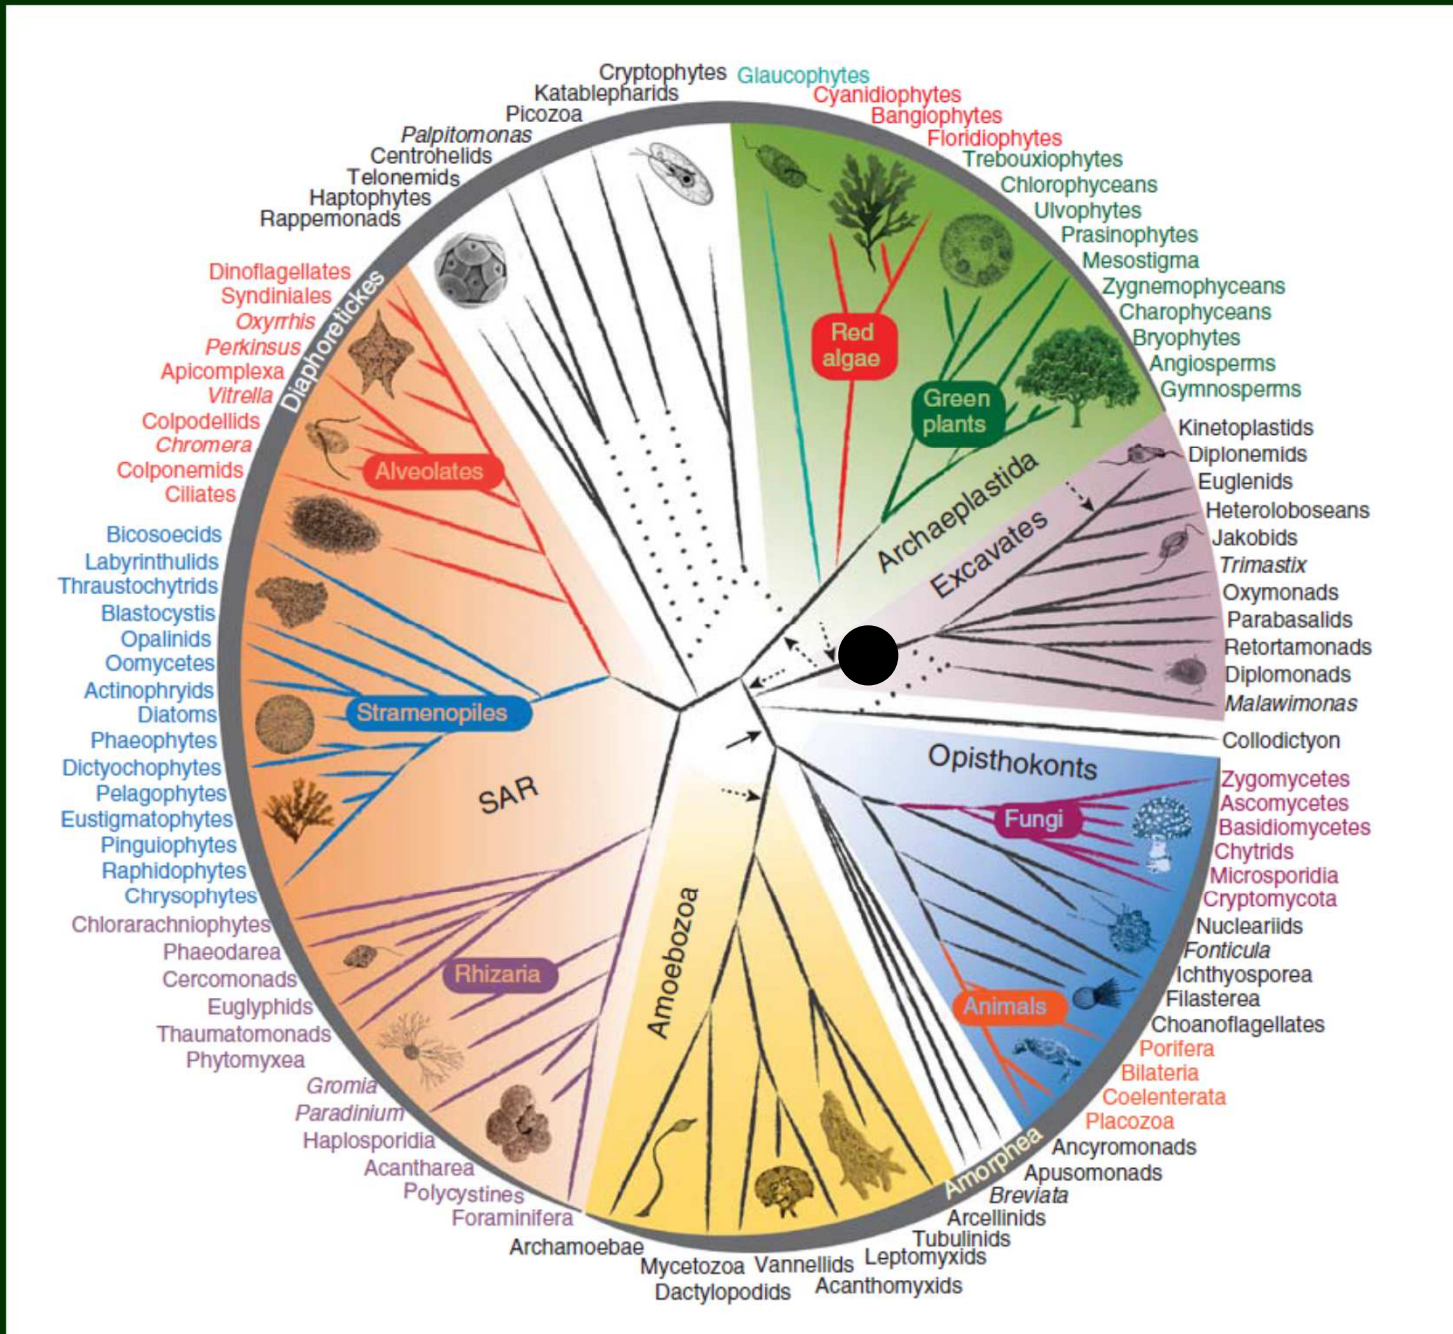 Cryptophytes
Glaucophytes
Katablepharids
Cyanidiophytes
Picozoa
Bangiophytes
Palpitomonas
Floridiophytes
Centrohelids
Trebouxiophytes
Telonemids
Chlorophyceans
Haptophytes
Ulvophytes
Rappemonads
Prasinophytes
Mesostigma
Zygnemophyceans
Charophyceans
Bryophytes
Angiosperms
Gymnosperms
Kinetoplastids
Diplonemids
Euglenids
Heteroloboseans
Jakobids
Trimastix
Oxymonads
Parabasalids
Retortamonads
Diplomonads
Malawimonas
Collodictyon
Zygomycetes
Ascomycetes
Basidiomycetes
Chytrids
Microsporidia
Cryptomycota
Nucleariids
Fonticula
Ichthyosporea
Filasterea
Choanoflagellates
Porifera
Bilateria
Coelenterata
Placozoa
Ancyromonads
Apusomonads
Breviata
Arcellinids
Tubulinids
Leptomyxids
Acanthomyxids
Vannellids
Dactylopodids
Mycetozoa
Archamoebae
Dinoflagellates
Syndiniales
Oxyrrhis
Perkinsus
Apicomplexa
Vitrella
Colpodellids
Chromera
Colponemids
Ciliates
Bicosoecids
Labyrinthulids
Thraustochytrids
Blastocystis
Opalinids
Oomycetes
Actinophryids
Diatoms
Phaeophytes
Dictyochophytes
Pelagophytes
Eustigmatophytes
Pinguiophytes
Raphidophytes
Chrysophytes
Chlorarachniophytes
Phaeodarea
Cercomonads
Euglyphids
Thaumatomonads
Phytomyxea
Gromia
Paradinium
Haplosporidia
Acantharea
Polycystines
Foraminifera
Diaphoretickes
Amorphea
Red
algae
Green
plants
Archaeplastida
Excavates
Opisthokonts
Fungi
Animals
Amoebozoa
SAR
Alveolates
Stramenopiles
Rhizaria